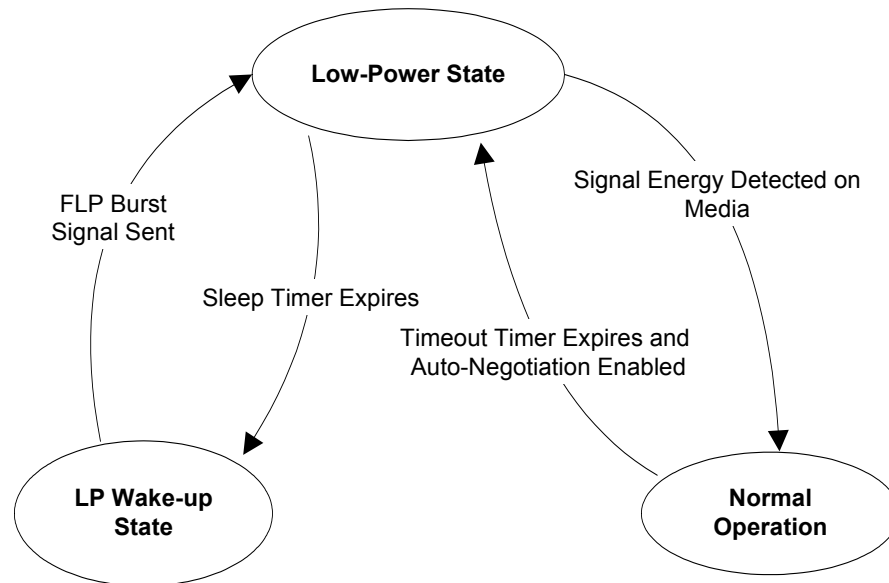 Low-Power State
FLP Burst
Signal Sent
Signal Energy Detected on
Media
Sleep Timer Expires
Timeout Timer Expires and
Auto-Negotiation Enabled
LP Wake-up
State
Normal
Operation